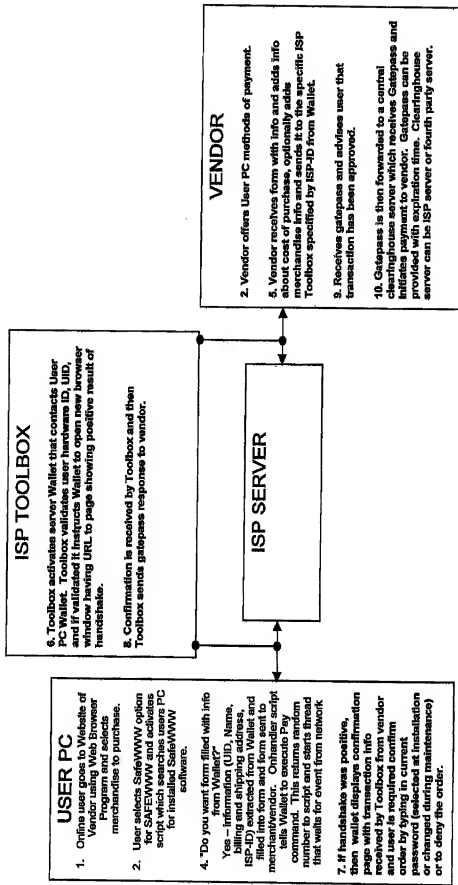 USER PC
1. Online user goes to Website of
Vendor using Web Browser
Program and selects
merchandise to purchase.
2. User selects SafeWWW option
for SAFEWWW and activates
script which searches users PC
for installed SafeWWW
software.
4. "Do you want form filled with info
from Wallet?"
Yes – Information (UID, Name,
billing and shipping address,
ISP-ID) extracted from Wallet and
filled into form and form sent to
merchant/vendor. Onhandler script
tells Wallet to execute Pay
command. This returns random
number to script and starts thread
that waits for event from network
7. If handshake was positive,
then wallet displays confirmation
page with transaction info
received by Toolbox from vendor
and user is required confirm
order by typing in current
password (selected at installation
or changed during maintenance)
or to deny the order.
ISP TOOLBOX
6. Toolbox activates server Wallet that contacts User
PC Wallet. Toolbox validates user hardware ID, UID,
and if validated it instructs Wallet to open new browser
window having URL to page showing positive result of
handshake.
8. Confirmation is received by Toolbox and then
Toolbox sends gatepass response to vendor.
ISP SERVER
VENDOR
2. Vendor offers User PC methods of payment.
5. Vendor receives form with info and adds info
about cost of purchase, optionally adds
merchandise info and sends it to the specific ISP
Toolbox specified by ISP-ID from Wallet.
9. Receives gatepass and advises user that
transaction has been approved.
10. Gatepass is then forwarded to a central
clearinghouse server which receives Gatepass and
initiates payment to vendor. Gatepass can be
provided with expiration time. Clearinghouse
server can be ISP server or fourth party server.